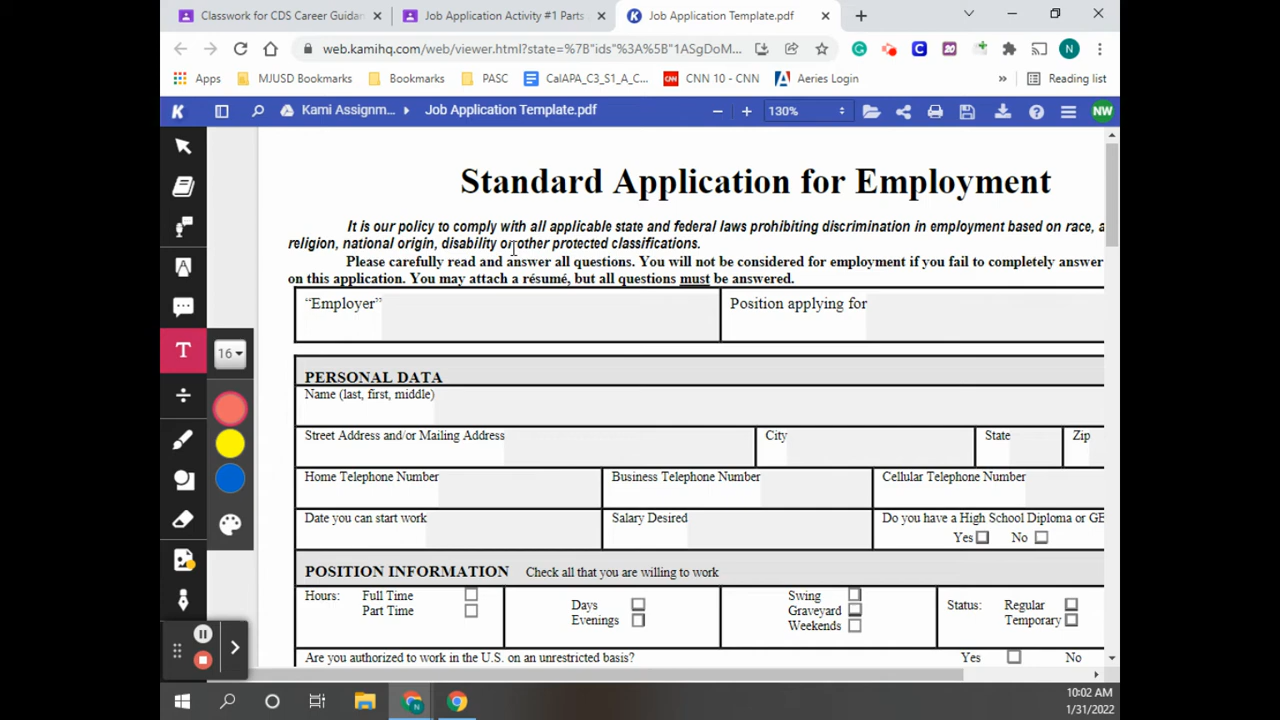 Classwork for CDS Career Guidan
Job Application Activity #1 Parts
Job Application Template.pdf
web.kamihq.com/web/viewer.html?state=%7B"ids"%3A%5B"1ASgDoM...
N
Apps
MJUSD Bookmarks
Bookmarks
PASC
CalAPA_C3_S1_A_C...
CNN 10 - CNN
Aeries Login
»
Reading list
K
Kami Assignm...
Job Application Template.pdf
130%
NW
Standard Application for Employment
It is our policy to comply with all applicable state and federal laws prohibiting discrimination in employment based on race, a
religion, national origin, disability or other protected classifications.
Please carefully read and answer all questions. You will not be considered for employment if you fail to completely answer
on this application. You may attach a résumé, but all questions must be answered.
“Employer”
Position applying for
T
16
PERSONAL DATA
Name (last, first, middle)
Street Address and/or Mailing Address
City
State
Zip
Home Telephone Number
Business Telephone Number
Cellular Telephone Number
Date you can start work
Salary Desired
Do you have a High School Diploma or GE
Yes
No
POSITION INFORMATION
Check all that you are willing to work
Hours:
Full Time
Part Time
Days
Evenings
Swing
Graveyard
Weekends
Status:
Regular
Temporary
Are you authorized to work in the U.S. on an unrestricted basis?
Yes
No
10:02 AM
1/31/2022